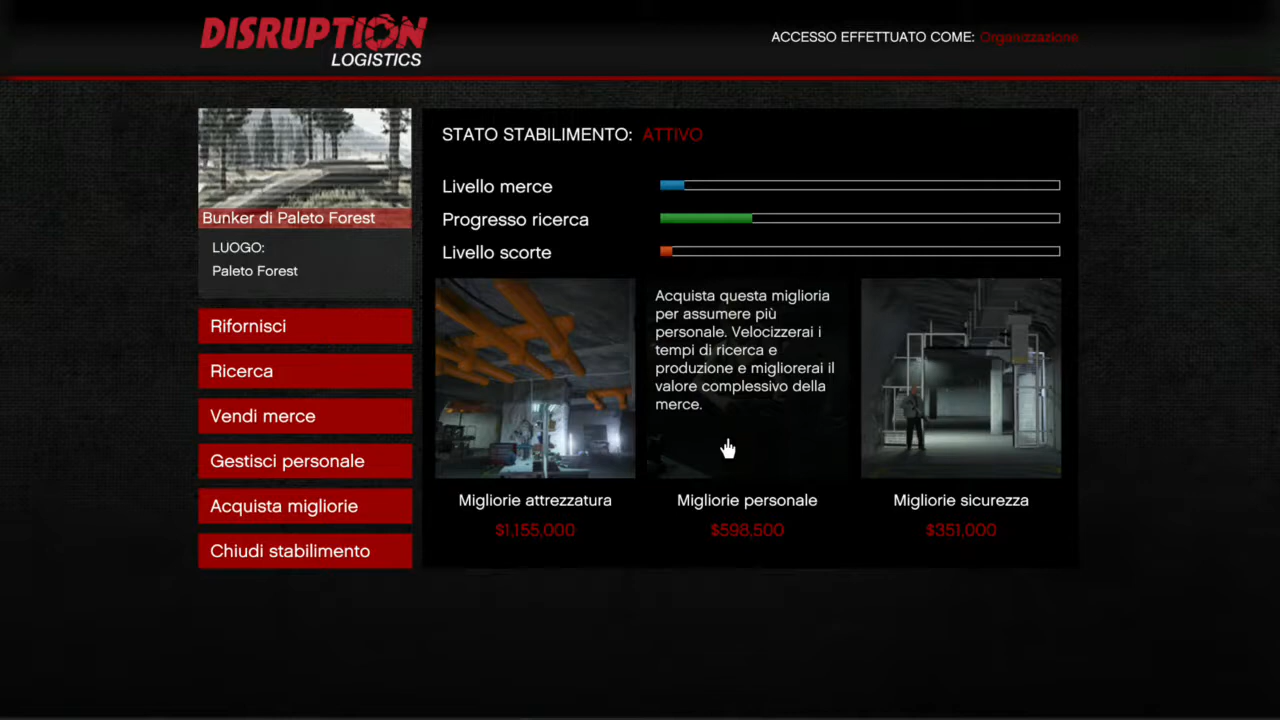 DISRUPTION
LOGISTICS
ACCESSO EFFETTUATO COME: Organizzazione
Bunker di Paleto Forest
LUOGO:
Paleto Forest
Rifornisci
Ricerca
Vendi merce
Gestisci personale
Acquista migliorie
Chiudi stabilimento
STATO STABILIMENTO: ATTIVO
Livello merce
Progresso ricerca
Livello scorte
Acquista questa miglioria
per assumere più
personale. Velocizzerai i
tempi di ricerca e
produzione e migliorerai il
valore complessivo della
merce.
Migliorie attrezzatura
$1,155,000
Migliorie personale
$598,500
Migliorie sicurezza
$351,000